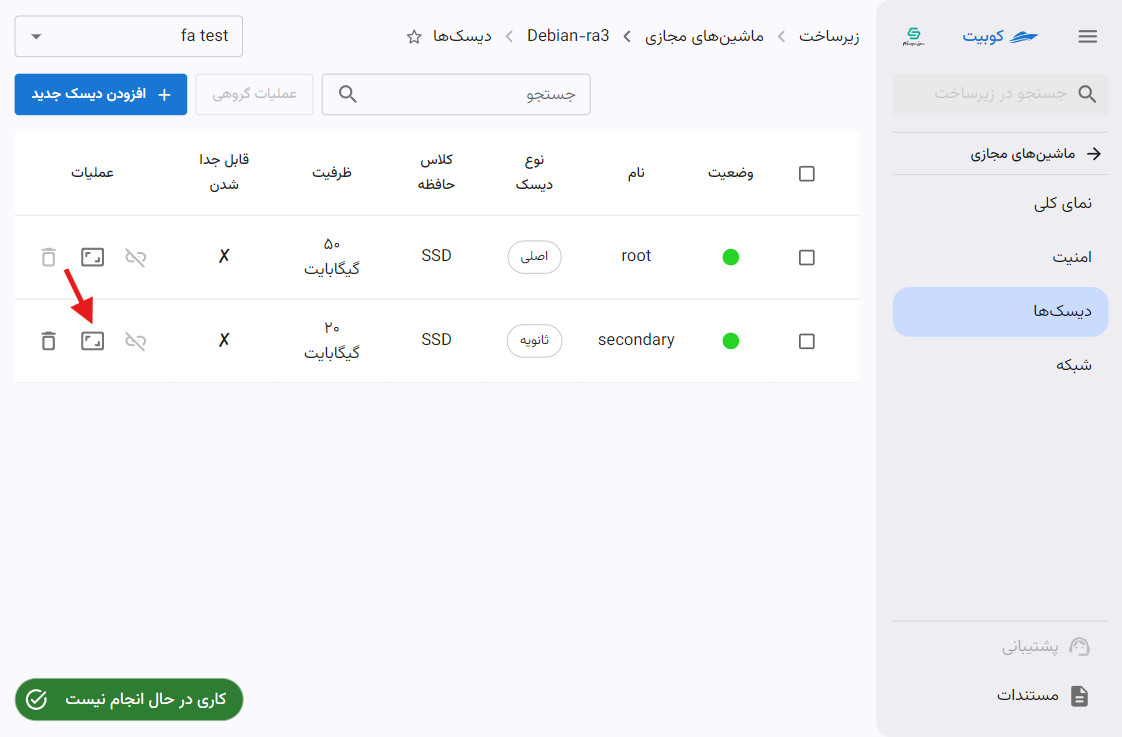 کوبیت
جستجو در زیرساخت
ماشین‌های مجازی
نمای کلی
امنیت
دیسک‌ها
شبکه
پشتیبانی
مستندات
زیرساخت
ماشین‌های مجازی
Debian-ra3
دیسک‌ها
fa test
جستجو
عملیات گروهی
افزودن دیسک جدید
وضعیت
نام
نوع
دیسک
کلاس
حافظه
ظرفیت
قابل جدا
شدن
عملیات
root
اصلی
SSD
۵۰
گیگابایت
✗
secondary
ثانویه
SSD
۲۰
گیگابایت
✗
کاری در حال انجام نیست